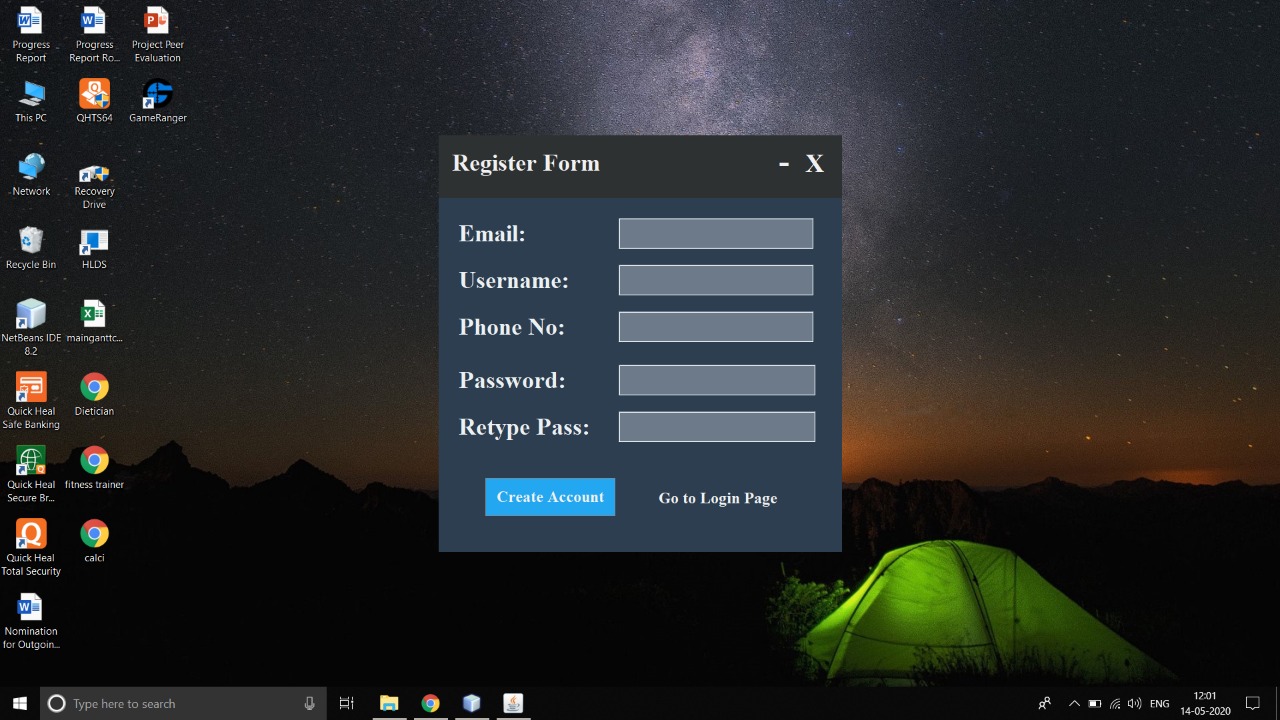 Progress
Report
Progress
Report Ro...
Project Peer
Evaluation
This PC
QHTS64
GameRanger
Network
Recovery
Drive
Recycle Bin
HLDS
NetBeans IDE
8.2
mainganttc...
Quick Heal
Safe Banking
Dietician
Quick Heal
Secure Br...
fitness trainer
Quick Heal
Total Security
calci
Nomination
for Outgoin...
Register Form
- X
Email:
Username:
Phone No:
Password:
Retype Pass:
Create Account
Go to Login Page
Type here to search
ENG
12:01
14-05-2020